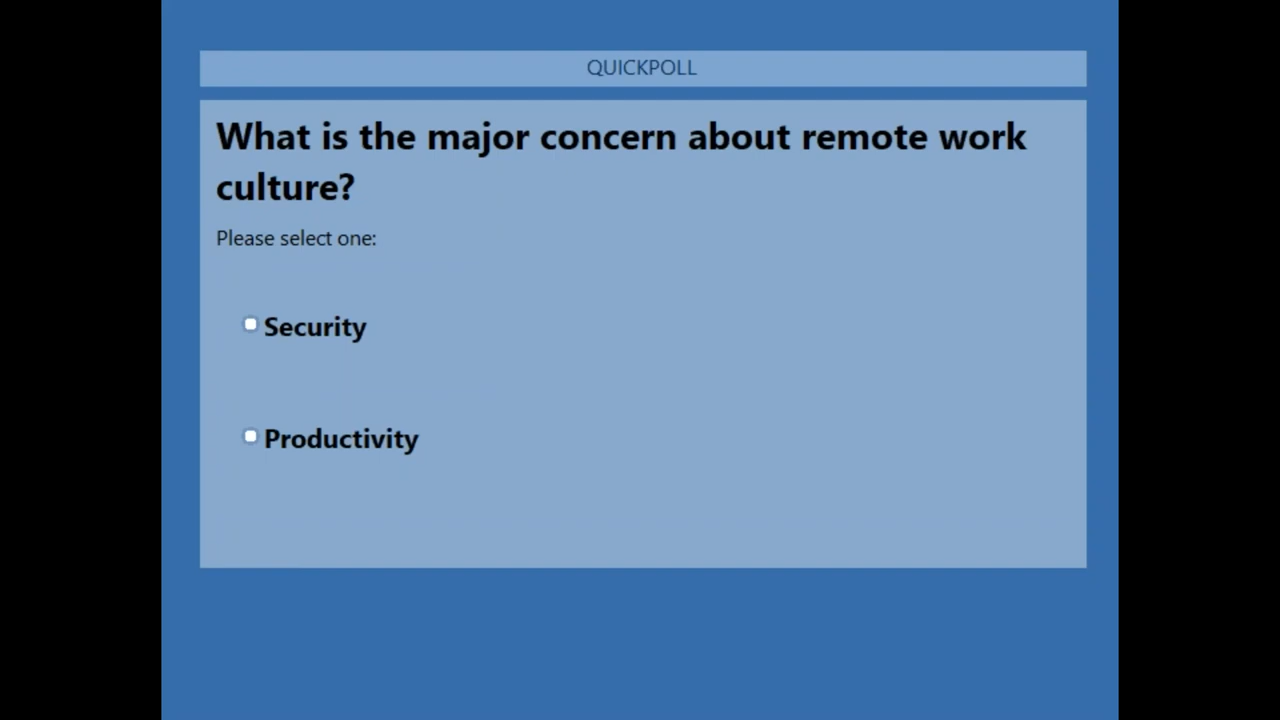 QUICKPOLL
What is the major concern about remote work
culture?
Please select one:
Security
Productivity